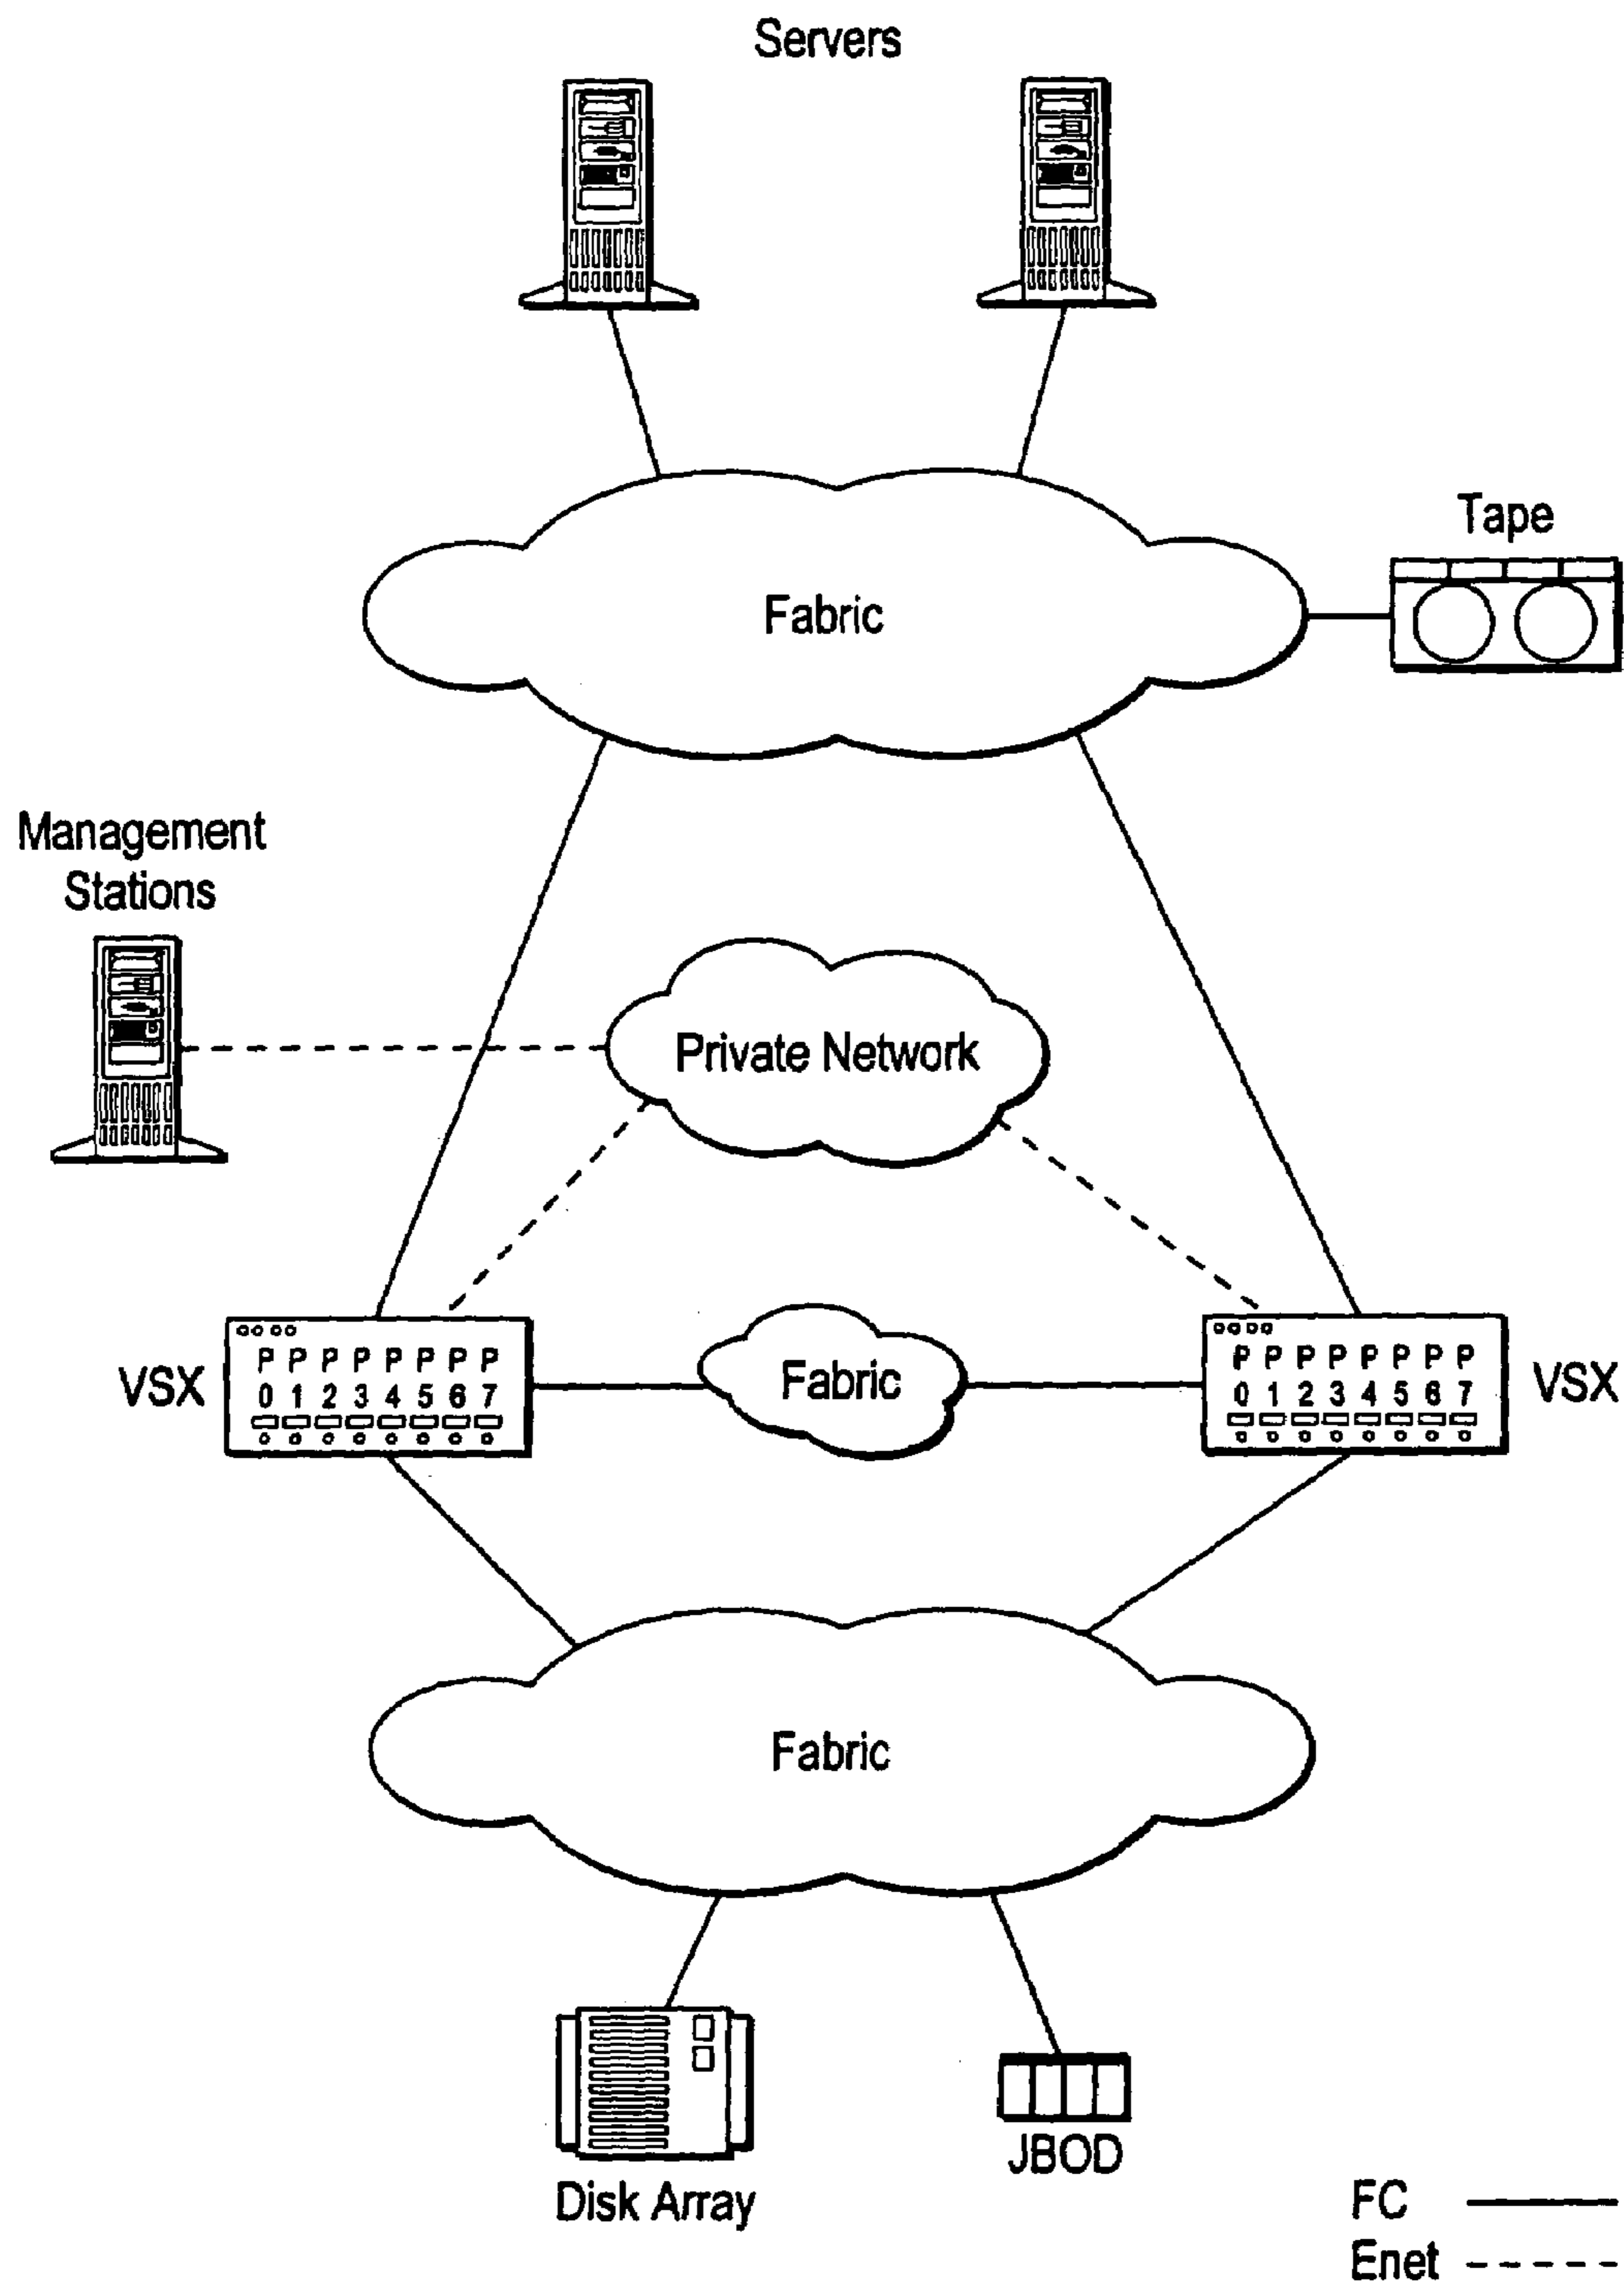 Servers
Tape
Fabric
Management
Stations
Private Network
P P P P P P P P
0 1 2 3 4 5 6 7
VSX
Fabric
P P P P P P P P
0 1 2 3 4 5 6 7
VSX
Fabric
Disk Array
JBOD
FC
Enet